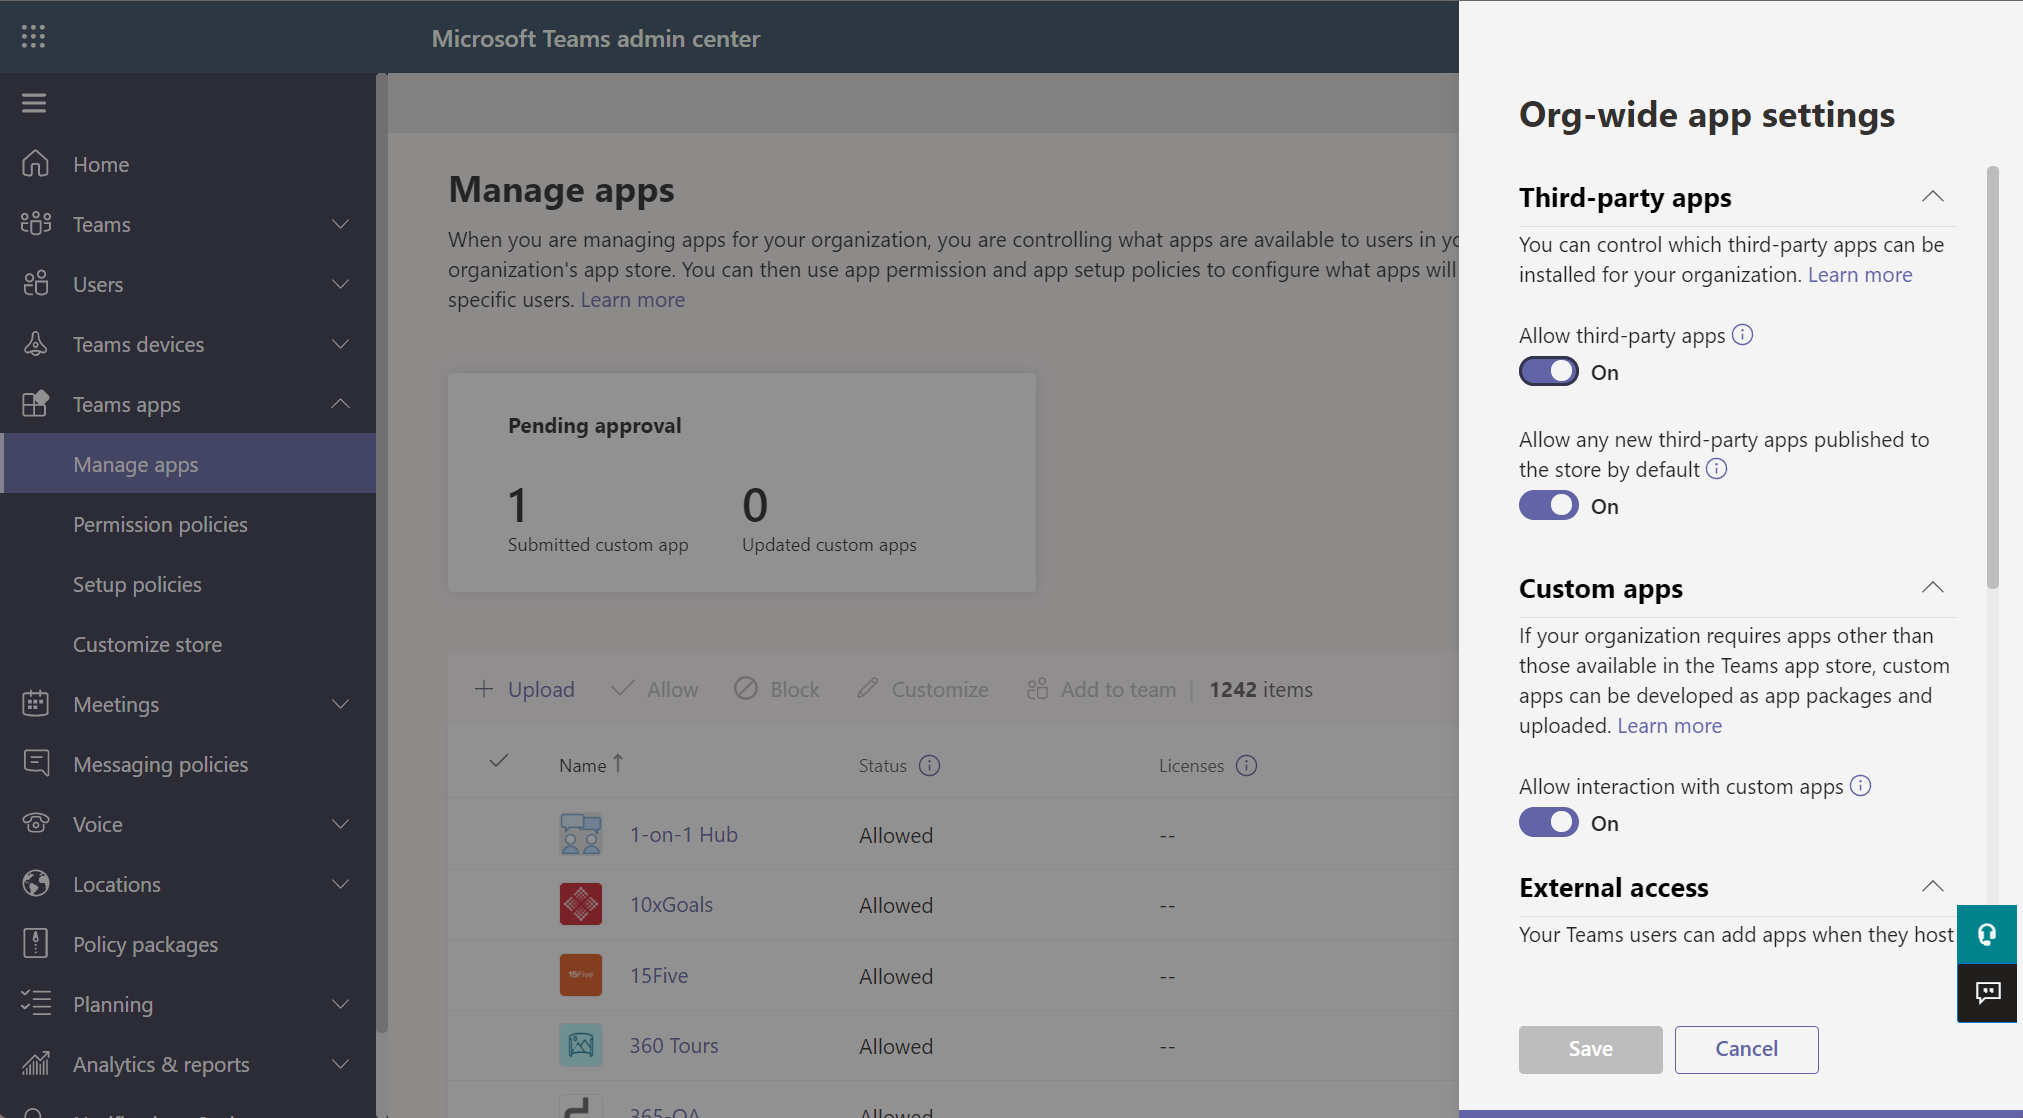 Microsoft Teams admin center
Home
Teams
Users
Teams devices
Teams apps
Manage apps
Permission policies
Setup policies
Customize store
Meetings
Messaging policies
Voice
Locations
Policy packages
Planning
Analytics & reports
Manage apps
When you are managing apps for your organization, you are controlling what apps are available to users in
organization's app store. You can then use app permission and app setup policies to configure what apps will
specific users. Learn more
Pending approval
1
Submitted custom app
0
Updated custom apps
Upload
Allow
Block
Customize
Add to team
| 1242 items
Name ↑
Status
Licenses
1-on-1 Hub
Allowed
--
10xGoals
Allowed
--
15Five
15Five
Allowed
--
360 Tours
Allowed
--
365-QA
Allowed
Org-wide app settings
Third-party apps
You can control which third-party apps can be
installed for your organization. Learn more
Allow third-party apps
On
Allow any new third-party apps published to
the store by default
On
Custom apps
If your organization requires apps other than
those available in the Teams app store, custom
apps can be developed as app packages and
uploaded. Learn more
Allow interaction with custom apps
On
External access
Your Teams users can add apps when they host
Save
Cancel